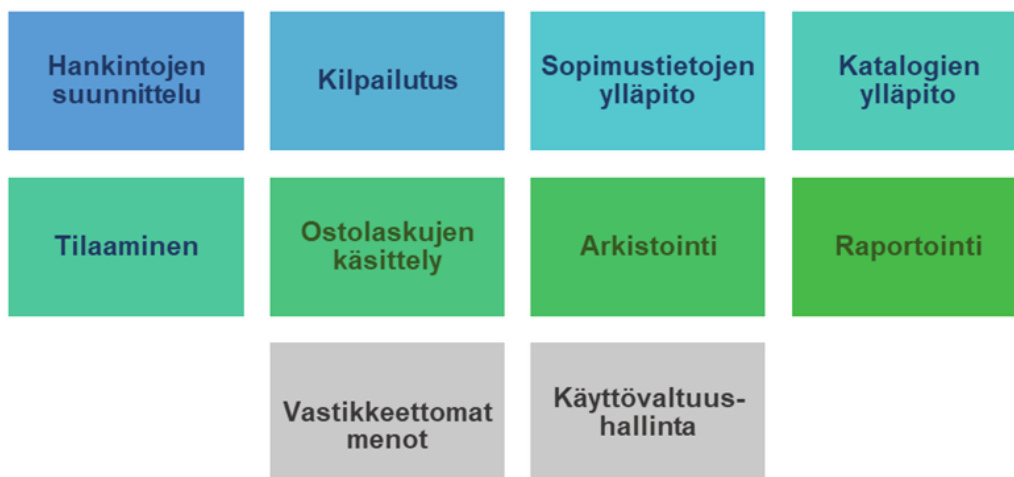 Hankintojen
suunnittelu
Kilpailutus
Sopimustietojen
ylläpito
Katalogien
ylläpito
Tilaaminen
Ostolaskujen
käsittely
Arkistointi
Raportointi
Vastikkeettomat
menot
Käyttövaltuus-
hallinta